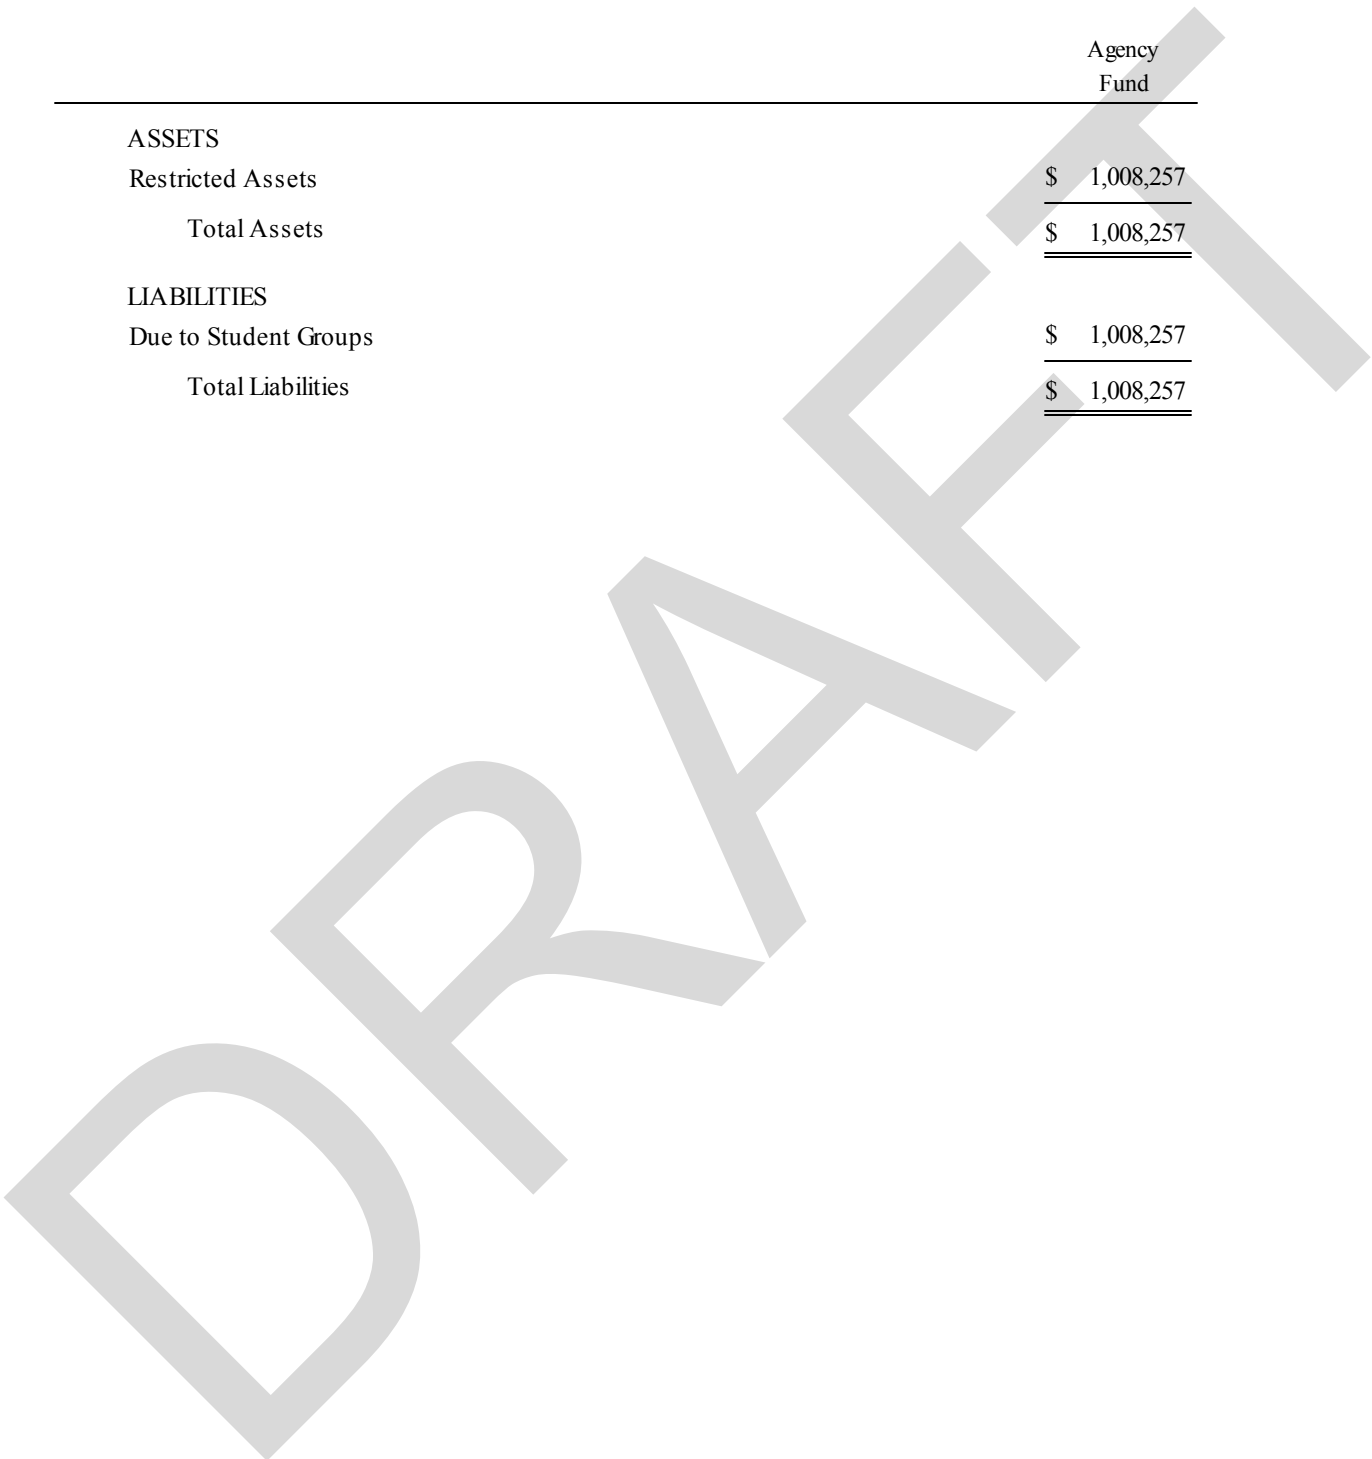 Agency
Fund
ASSETS
Restricted Assets $ 1,008,257
Total Assets $ 1,008,257
LIABILITIES
Due to Student Groups $ 1,008,257
Total Liabilities $ 1,008,257
DRAFT